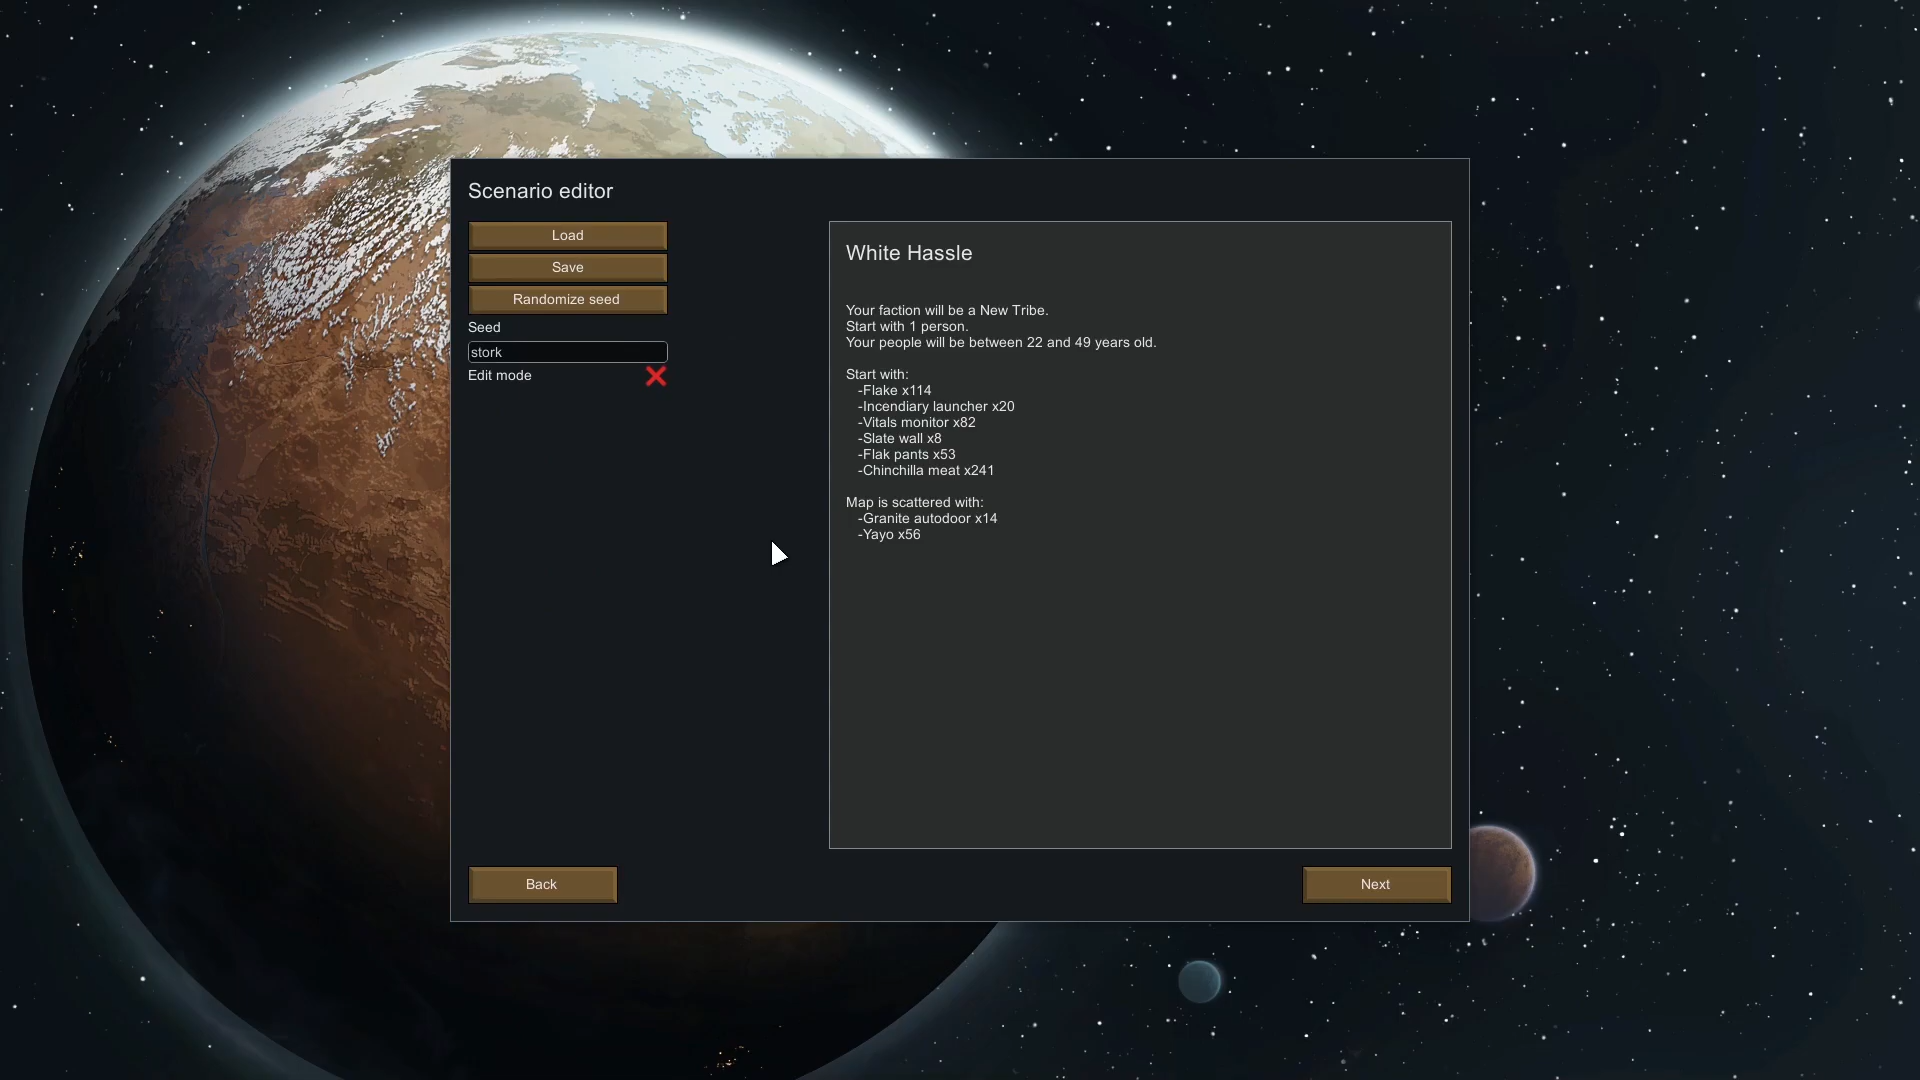 Scenario editor
Load
Save
Randomize seed
Seed
stork
Edit mode
White Hassle
Your faction will be a New Tribe.
Start with 1 person.
Your people will be between 22 and 49 years old.
Start with:
-Flake x114
-Incendiary launcher x20
-Vitals monitor x82
-Slate wall x8
-Flak pants x53
-Chinchilla meat x241
Map is scattered with:
-Granite autodoor x14
-Yayo x56
Back
Next